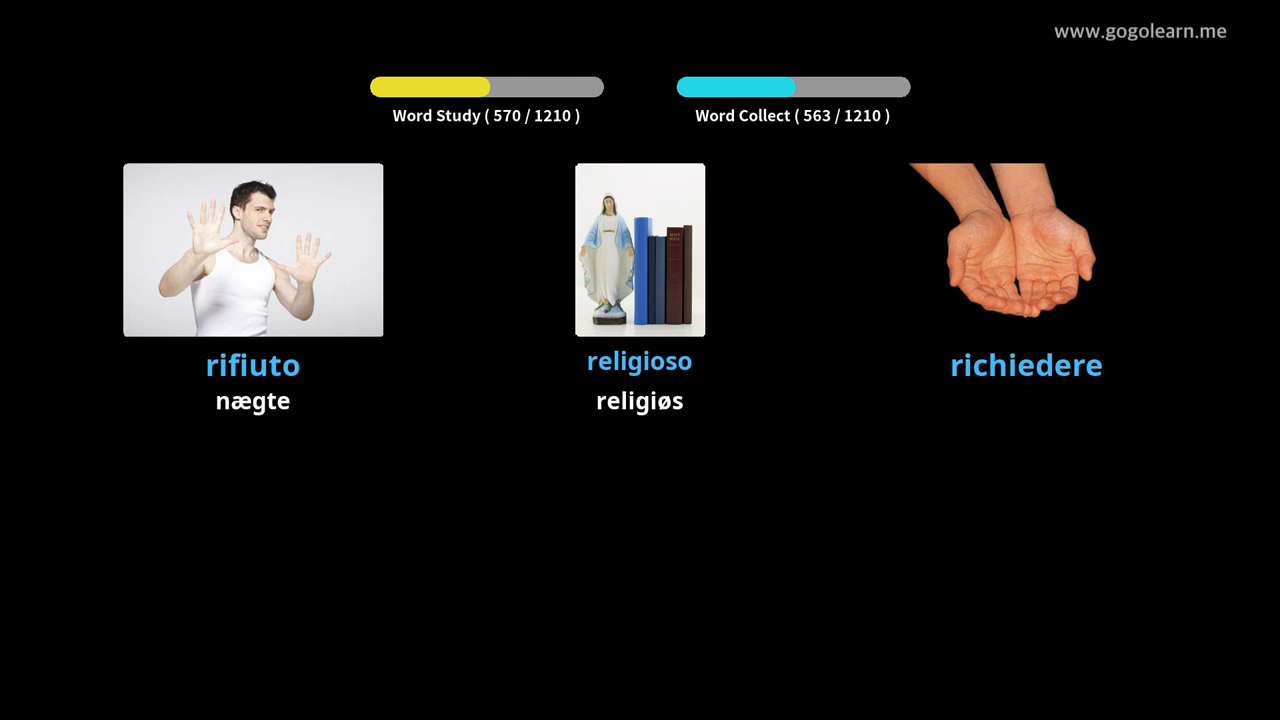 www.gogolearn.me
Word Study ( 570 / 1210 )
Word Collect ( 563 / 1210 )
rifiuto
nægte
religioso
religiøs
richiedere